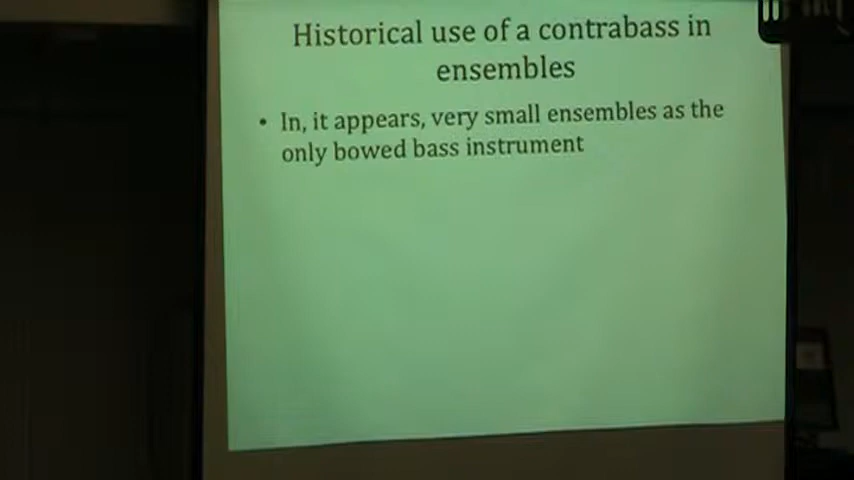 Historical use of a contrabass in
ensembles
• In, it appears, very small ensembles as the
only bowed bass instrument